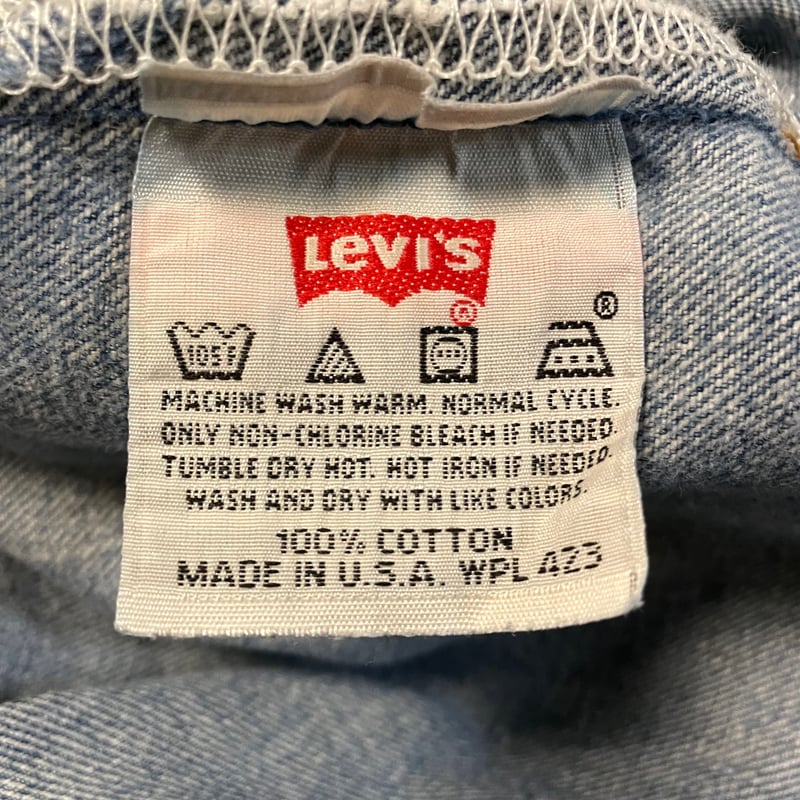 LEVI'S
®
®
105F
MACHINE WASH WARM. NORMAL CYCLE.
ONLY NON-CHLORINE BLEACH IF NEEDED.
TUMBLE DRY HOT. HOT IRON IF NEEDED.
WASH AND DRY WITH LIKE COLORS.
100% COTTON
MADE IN U.S.A. WPL 423